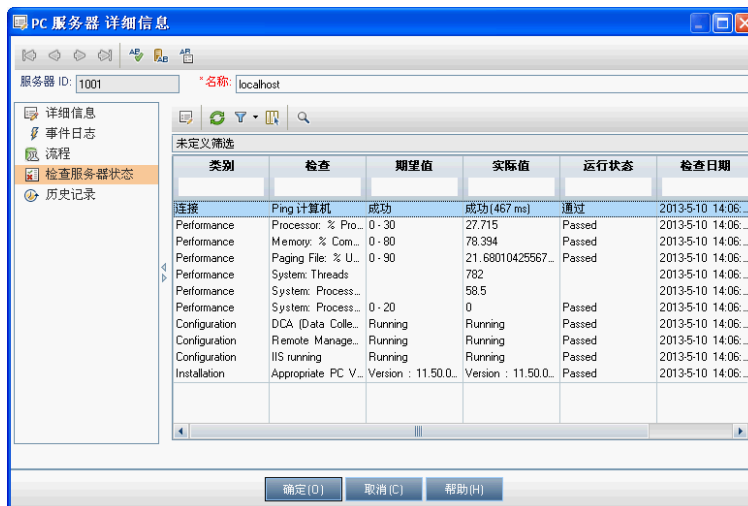 PC 服务器 详细信息
服务器 ID: 1001 *名称: localhost
详细信息
事件日志
流程
检查服务器状态
历史记录
未定义筛选
类别 检查 期望值 实际值 运行状态 检查日期
连接 Ping 计算机 成功 成功(467 ms) 通过 2013-5-10 14:06:...
Performance Processor: % Pro... 0 - 30 27.715 Passed 2013-5-10 14:06:...
Performance Memory: % Com... 0 - 80 78.394 Passed 2013-5-10 14:06:...
Performance Paging File: % U... 0 - 90 21.68010425567... Passed 2013-5-10 14:06:...
Performance System: Threads 782 2013-5-10 14:06:...
Performance System: Process... 58.5 2013-5-10 14:06:...
Performance System: Process... 0 - 20 0 Passed 2013-5-10 14:06:...
Configuration DCA (Data Colle... Running Running Passed 2013-5-10 14:06:...
Configuration Remote Manage... Running Running Passed 2013-5-10 14:06:...
Configuration IIS running Running Running Passed 2013-5-10 14:06:...
Installation Appropriate PC V... Version : 11.50.0... Version : 11.50.0... Passed 2013-5-10 14:06:...
确定(O) 取消(C) 帮助(H)